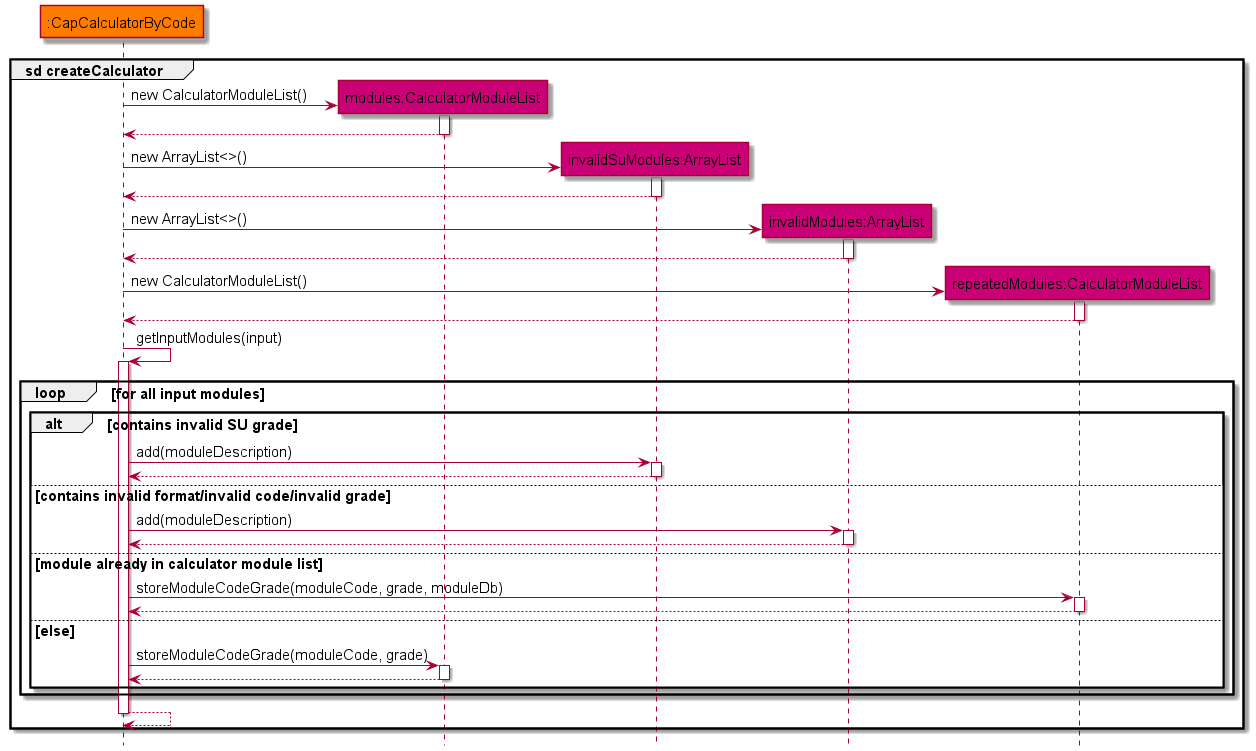 :CapCalculatorByCode
sd createCalculator
new CalculatorModuleList()
modules:CalculatorModuleList
new ArrayList<>()
invalidSuModules:ArrayList
new ArrayList<>()
invalidModules:ArrayList
new CalculatorModuleList()
repeatedModules:CalculatorModuleList
getInputModules(input)
loop [for all input modules]
alt [contains invalid SU grade]
add(moduleDescription)
[contains invalid format/invalid code/invalid grade]
add(moduleDescription)
[module already in calculator module list]
storeModuleCodeGrade(moduleCode, grade, moduleDb)
[else]
storeModuleCodeGrade(moduleCode, grade)